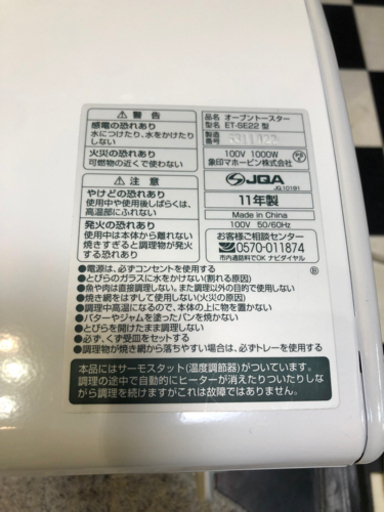 ⚠ 警告
感電の恐れあり
水につけたり、水をかけたり
しない
火災の恐れあり
可燃物の近くで使わない
⚠ 注意
やけどの恐れあり
使用中や使用後しばらくは、
高温部にふれない
発火の恐れあり
使用中は本体から離れない
焼きすぎると調理物が発火
する恐れあり
品名 オーブントースター
型名 ET-SE22 型
製造
100V 1000W
象印マホービン株式会社
JQA
JQ10191
11年製
Made in China
100V 50/60Hz
お客様ご相談センター
0570-011874
市内通話料でOK ナビダイヤル
●電源は、必ずコンセントを使用する
●とびらのガラスに水をかけない(割れる原因)
●魚や肉は直接調理しない。また調理以外の目的で使用しない
●焼き網をはずして使用しない(火災の原因)
●調理中高温になるので、本体の上に物を置かない
●バターやジャムを塗ったパンを焼かない
●とびらを開けたまま調理しない
●必ず、くず受皿をセットする
●調理物が焼き網から落ちやすい場合は、必ずトレーを使用する
B
本品にはサーモスタット(温度調節器)がついています。
調理の途中で自動的にヒーターが消えたりついたりしな
がら調理を続けますがこれは故障ではありません。